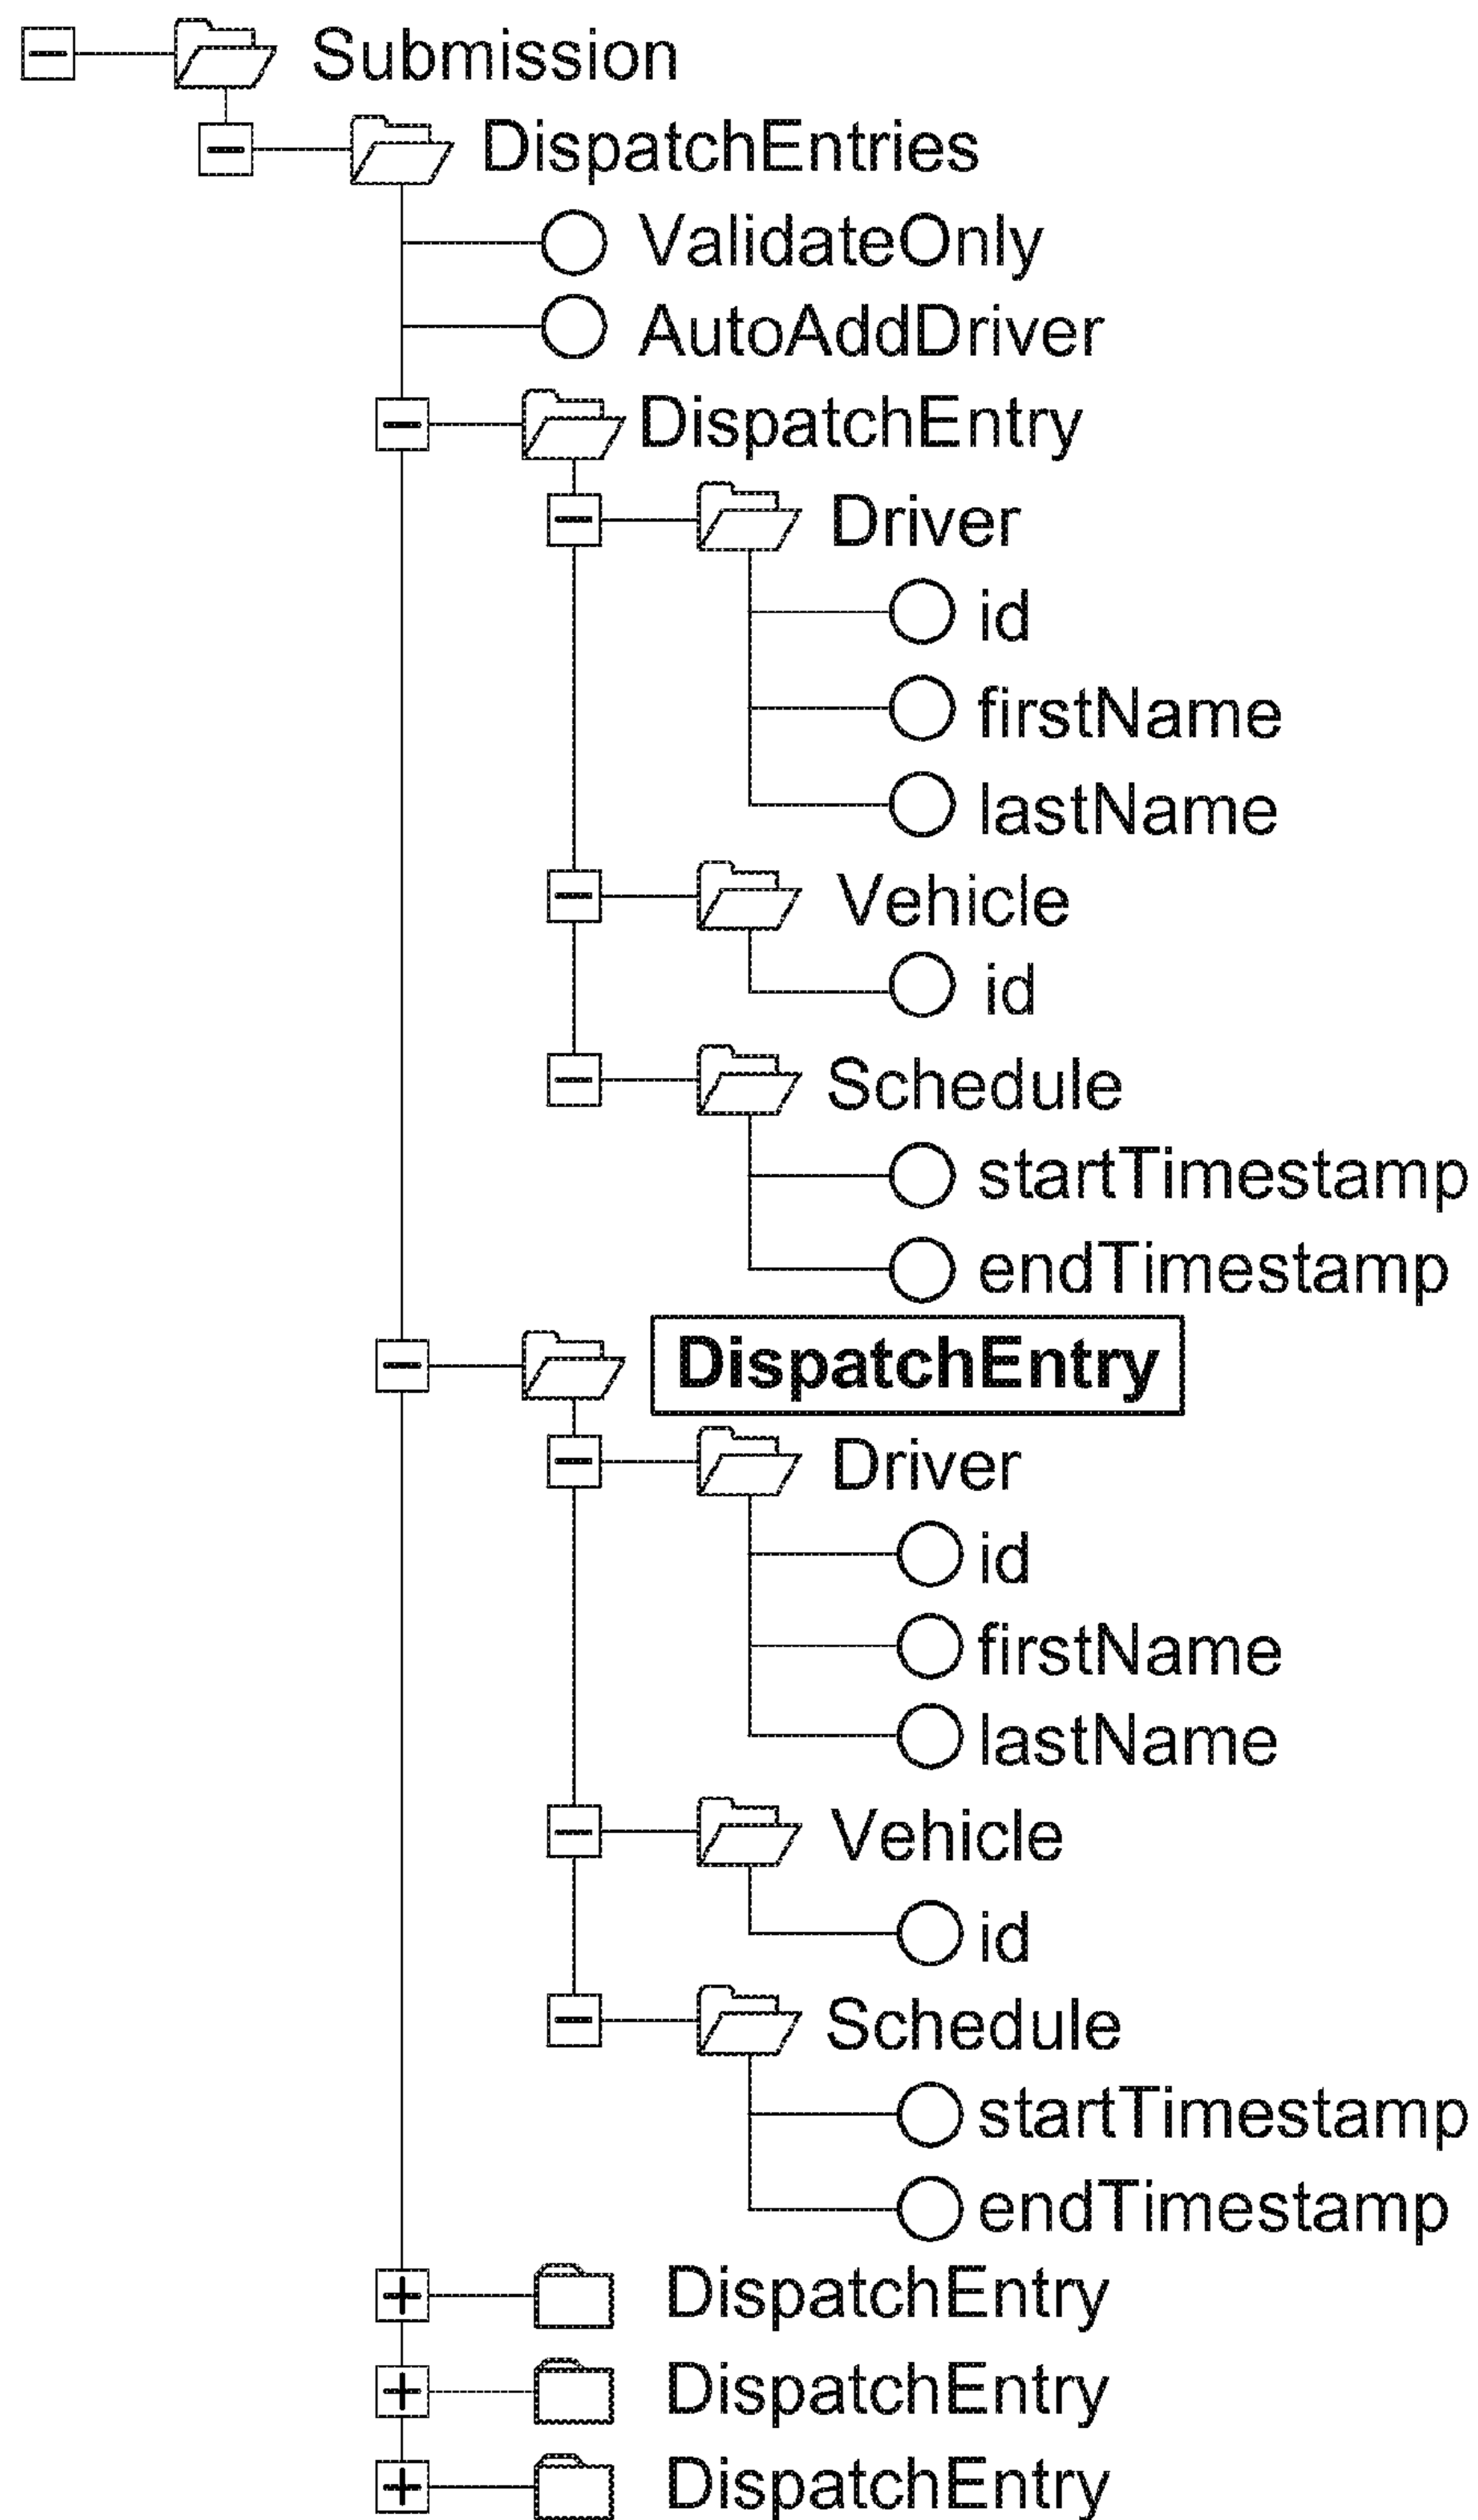 Submission
DispatchEntries
ValidateOnly
AutoAddDriver
DispatchEntry
Driver
id
firstName
lastName
Vehicle
id
Schedule
startTimestamp
endTimestamp
DispatchEntry
Driver
id
firstName
lastName
Vehicle
id
Schedule
startTimestamp
endTimestamp
DispatchEntry
DispatchEntry
DispatchEntry